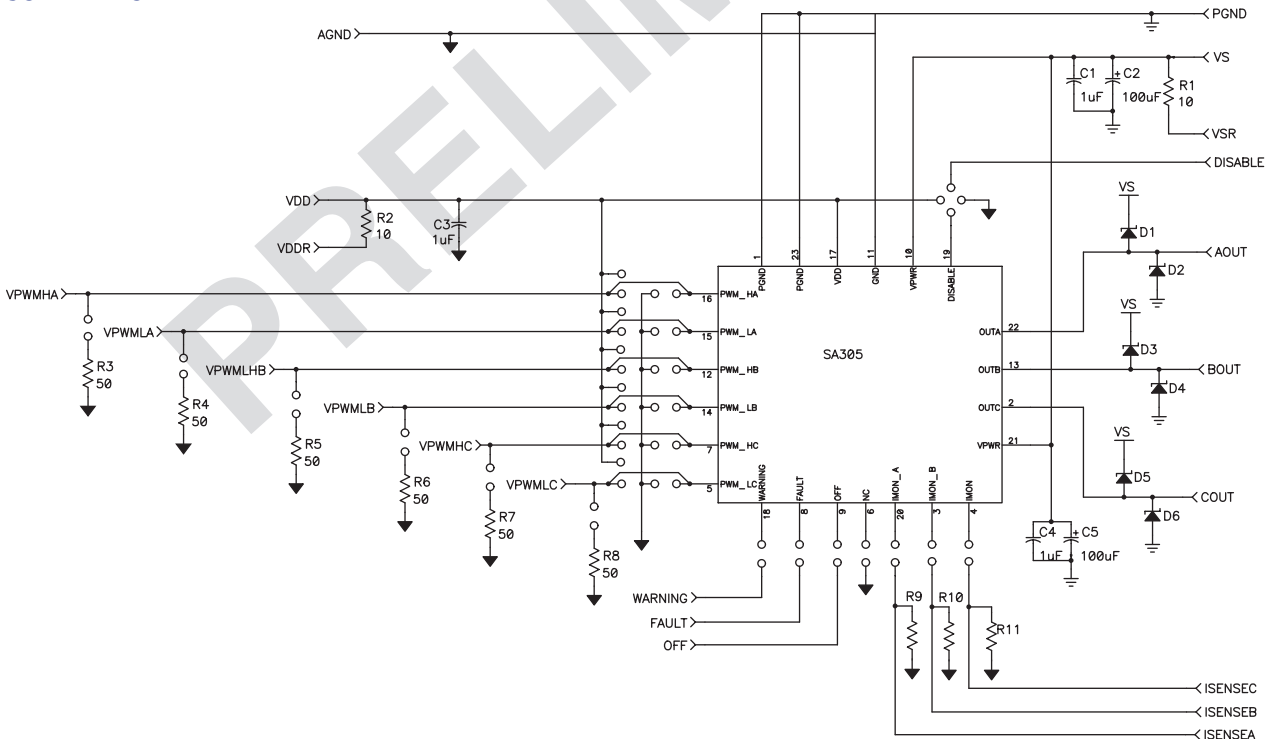 PGND
AGND
VS
C1
1uF
C2
100uF
+
R1
10
VSR
DISABLE
VDD
R2
10
VDDR
C3
1uF
VS
D1
AOUT
D2
1
PGND
23
PGND
17
VDD
11
GND
10
VPWR
19
DISABLE
VPWMHA
16
PWM_HA
VPWMLA
15
PWM_LA
VPWMLHB
12
PWM_HB
VPWMLB
14
PWM_LB
VPWMHC
7
PWM_HC
VPWMLC
5
PWM_LC
SA305
OUTA
22
OUTB
13
OUTC
2
VPWR
21
VS
D3
BOUT
D4
VS
D5
COUT
D6
R3
50
R4
50
R5
50
R6
50
R7
50
R8
50
WARNING
18
FAULT
8
OFF
9
NC
6
IMON_A
20
IMON_B
3
IMON
4
C4
1uF
C5
100uF
+
WARNING
FAULT
OFF
R9
R10
R11
ISENSEC
ISENSEB
ISENSEA